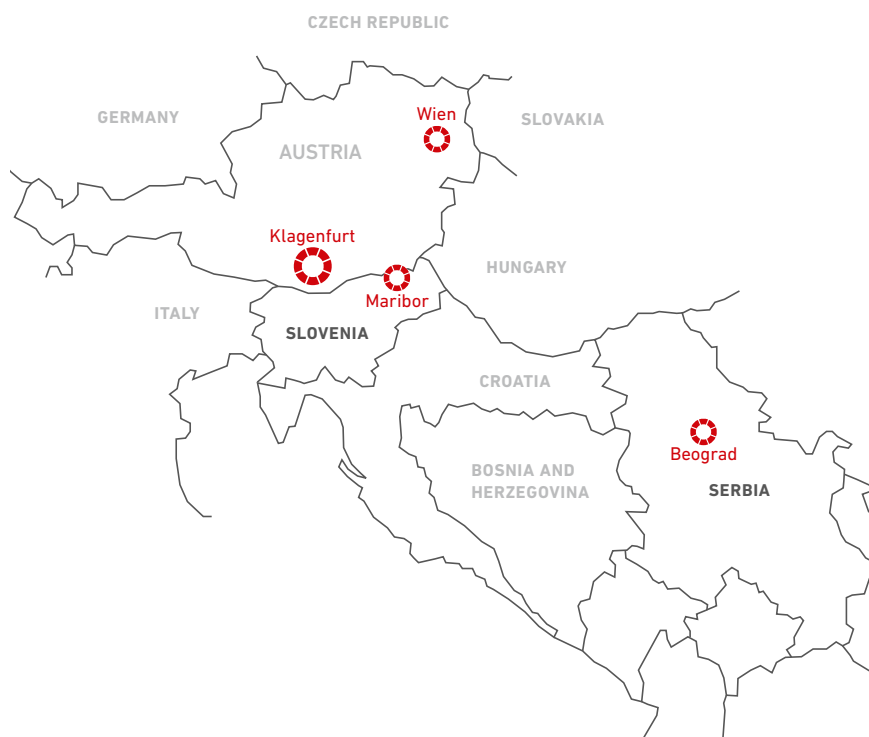 CZECH REPUBLIC
GERMANY
Wien
SLOVAKIA
AUSTRIA
Klagenfurt
HUNGARY
Maribor
ITALY
SLOVENIA
CROATIA
Beograd
BOSNIA AND
HERZEGOVINA
SERBIA